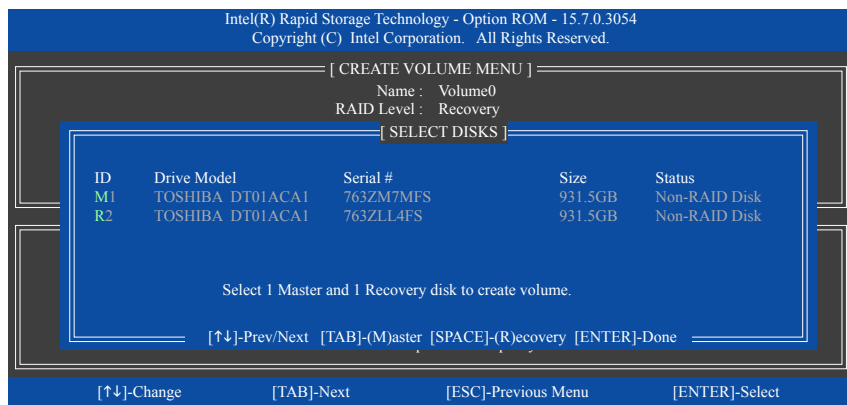 Intel(R) Rapid Storage Technology - Option ROM - 15.7.0.3054
Copyright (C) Intel Corporation. All Rights Reserved.
[ CREATE VOLUME MENU ]
Name : Volume0
RAID Level : Recovery
[ SELECT DISKS ]
ID Drive Model Serial # Size Status
M1 TOSHIBA DT01ACA1 763ZM7MFS 931.5GB Non-RAID Disk
R2 TOSHIBA DT01ACA1 763ZLL4FS 931.5GB Non-RAID Disk
Select 1 Master and 1 Recovery disk to create volume.
[↑↓]-Prev/Next [TAB]-(M)aster [SPACE]-(R)ecovery [ENTER]-Done
[↑↓]-Change [TAB]-Next [ESC]-Previous Menu [ENTER]-Select